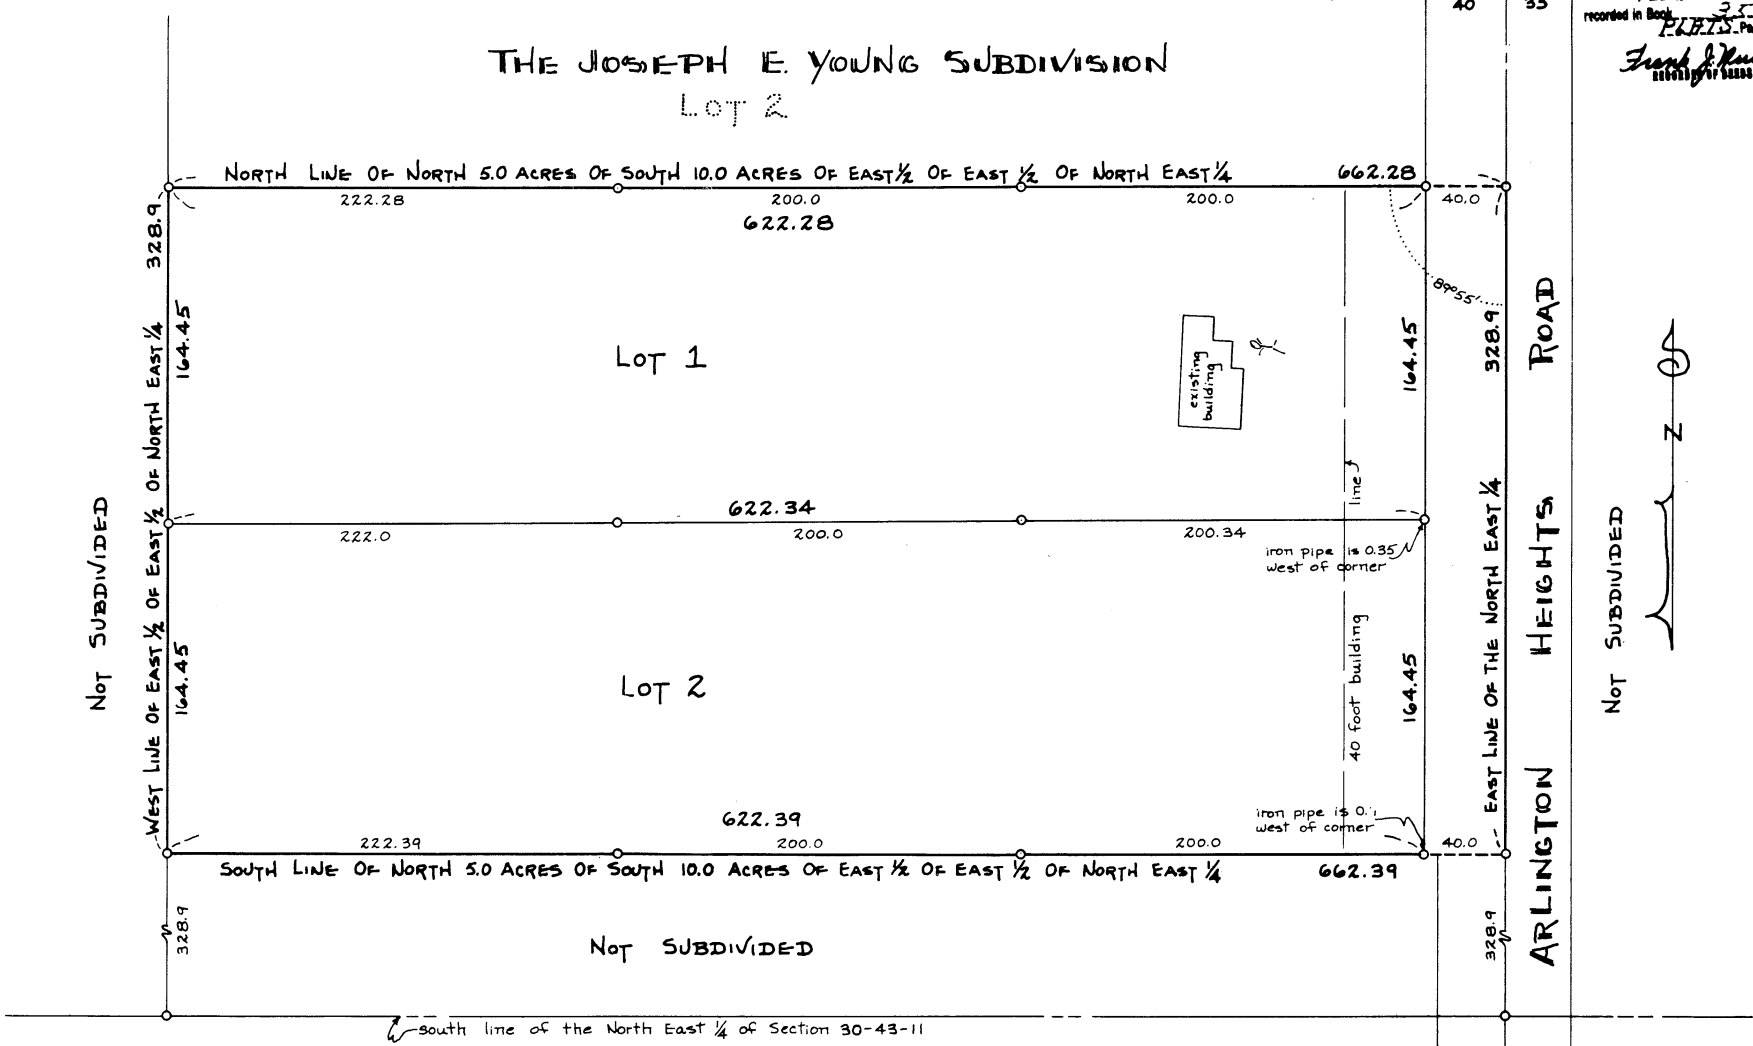 40 33
recorded in Book 35
PLATS
THE JOSEPH E. YOUNG SUBDIVISION
LOT 2
NORTH LINE OF NORTH 5.0 ACRES OF SOUTH 10.0 ACRES OF EAST 1/2 OF EAST 1/2 OF NORTH EAST 1/4 662.28
222.28 200.0 200.0 40.0
622.28
328.9
164.45
89°55'
LOT 1
existing
building
164.45
328.9
ROAD
N
WEST LINE OF EAST 1/2 OF EAST 1/2 OF NORTH EAST 1/4
622.34
222.0 200.0 200.34
line
iron pipe is 0.35
west of corner
NOT SUBDIVIDED
EAST LINE OF THE NORTH EAST 1/4
HEIGHTS
NOT SUBDIVIDED
164.45
LOT 2
40 foot building
164.45
622.39
iron pipe is 0.
west of corner
222.39 200.0 200.0 40.0
SOUTH LINE OF NORTH 5.0 ACRES OF SOUTH 10.0 ACRES OF EAST 1/2 OF EAST 1/2 OF NORTH EAST 1/4 662.39
ARLINGTON
328.9
NOT SUBDIVIDED
328.9
south line of the North East 1/4 of Section 30-43-11